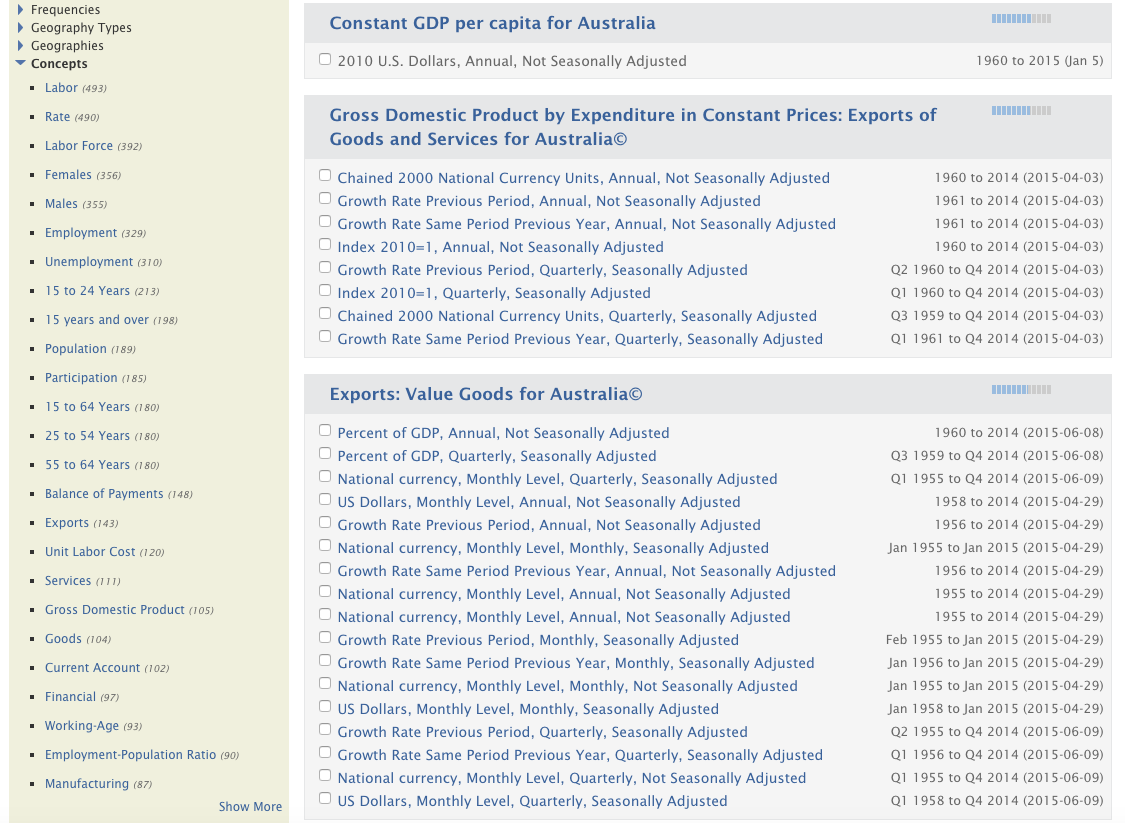 Frequencies
Geography Types
Geographies
Concepts
Labor (493)
Rate (490)
Labor Force (392)
Females (356)
Males (355)
Employment (329)
Unemployment (310)
15 to 24 Years (213)
15 years and over (198)
Population (189)
Participation (185)
15 to 64 Years (180)
25 to 54 Years (180)
55 to 64 Years (180)
Balance of Payments (148)
Exports (143)
Unit Labor Cost (120)
Services (111)
Gross Domestic Product (105)
Goods (104)
Current Account (102)
Financial (97)
Working-Age (93)
Employment-Population Ratio (90)
Manufacturing (87)
Show More
Constant GDP per capita for Australia
2010 U.S. Dollars, Annual, Not Seasonally Adjusted 1960 to 2015 (Jan 5)
Gross Domestic Product by Expenditure in Constant Prices: Exports of
Goods and Services for Australia©
Chained 2000 National Currency Units, Annual, Not Seasonally Adjusted 1960 to 2014 (2015-04-03)
Growth Rate Previous Period, Annual, Not Seasonally Adjusted 1961 to 2014 (2015-04-03)
Growth Rate Same Period Previous Year, Annual, Not Seasonally Adjusted 1961 to 2014 (2015-04-03)
Index 2010=1, Annual, Not Seasonally Adjusted 1960 to 2014 (2015-04-03)
Growth Rate Previous Period, Quarterly, Seasonally Adjusted Q2 1960 to Q4 2014 (2015-04-03)
Index 2010=1, Quarterly, Seasonally Adjusted Q1 1960 to Q4 2014 (2015-04-03)
Chained 2000 National Currency Units, Quarterly, Seasonally Adjusted Q3 1959 to Q4 2014 (2015-04-03)
Growth Rate Same Period Previous Year, Quarterly, Seasonally Adjusted Q1 1961 to Q4 2014 (2015-04-03)
Exports: Value Goods for Australia©
Percent of GDP, Annual, Not Seasonally Adjusted 1960 to 2014 (2015-06-08)
Percent of GDP, Quarterly, Seasonally Adjusted Q3 1959 to Q4 2014 (2015-06-08)
National currency, Monthly Level, Quarterly, Seasonally Adjusted Q1 1955 to Q4 2014 (2015-06-09)
US Dollars, Monthly Level, Annual, Not Seasonally Adjusted 1958 to 2014 (2015-04-29)
Growth Rate Previous Period, Annual, Not Seasonally Adjusted 1956 to 2014 (2015-04-29)
National currency, Monthly Level, Monthly, Seasonally Adjusted Jan 1955 to Jan 2015 (2015-04-29)
Growth Rate Same Period Previous Year, Annual, Not Seasonally Adjusted 1956 to 2014 (2015-04-29)
National currency, Monthly Level, Annual, Not Seasonally Adjusted 1955 to 2014 (2015-04-29)
National currency, Monthly Level, Annual, Not Seasonally Adjusted 1955 to 2014 (2015-04-29)
Growth Rate Previous Period, Monthly, Seasonally Adjusted Feb 1955 to Jan 2015 (2015-04-29)
Growth Rate Same Period Previous Year, Monthly, Seasonally Adjusted Jan 1956 to Jan 2015 (2015-04-29)
National currency, Monthly Level, Monthly, Not Seasonally Adjusted Jan 1955 to Jan 2015 (2015-04-29)
US Dollars, Monthly Level, Monthly, Seasonally Adjusted Jan 1958 to Jan 2015 (2015-04-29)
Growth Rate Previous Period, Quarterly, Seasonally Adjusted Q2 1955 to Q4 2014 (2015-06-09)
Growth Rate Same Period Previous Year, Quarterly, Seasonally Adjusted Q1 1956 to Q4 2014 (2015-06-09)
National currency, Monthly Level, Quarterly, Not Seasonally Adjusted Q1 1955 to Q4 2014 (2015-06-09)
US Dollars, Monthly Level, Quarterly, Seasonally Adjusted Q1 1958 to Q4 2014 (2015-06-09)